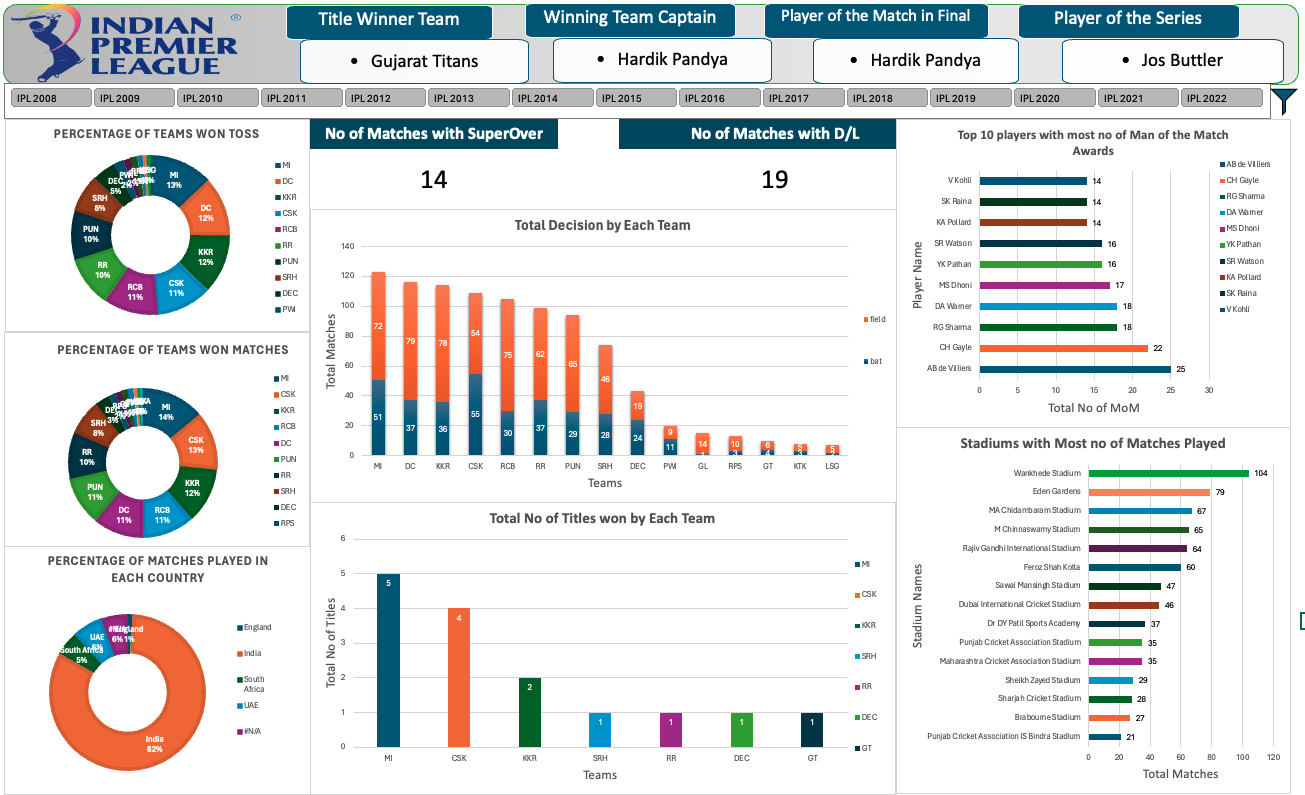 INDIAN
PREMIER
LEAGUE
®
Title Winner Team
• Gujarat Titans
Winning Team Captain
• Hardik Pandya
Player of the Match in Final
• Hardik Pandya
Player of the Series
• Jos Buttler
IPL 2008
IPL 2009
IPL 2010
IPL 2011
IPL 2012
IPL 2013
IPL 2014
IPL 2015
IPL 2016
IPL 2017
IPL 2018
IPL 2019
IPL 2020
IPL 2021
IPL 2022
PERCENTAGE OF TEAMS WON TOSS
MI
13%
DC
12%
KKR
12%
CSK
11%
RCB
11%
RR
10%
PUN
10%
SRH
8%
DEC
5%
MI
DC
KKR
CSK
RCB
RR
PUN
SRH
DEC
PWI
PERCENTAGE OF TEAMS WON MATCHES
MI
14%
CSK
13%
KKR
12%
RCB
11%
DC
11%
PUN
11%
RR
10%
SRH
8%
DEC
3%
MI
CSK
KKR
RCB
DC
PUN
RR
SRH
DEC
RPS
PERCENTAGE OF MATCHES PLAYED IN
EACH COUNTRY
England
1%
India
82%
South Africa
5%
UAE
6%
England
India
South
Africa
UAE
#N/A
No of Matches with SuperOver
14
No of Matches with D/L
19
Total Decision by Each Team
Total Matches
140
120
100
80
60
40
20
0
72
79
78
54
75
62
65
46
19
9
14
10
6
5
5
51
37
36
55
30
37
29
28
24
11
MI
DC
KKR
CSK
RCB
RR
PUN
SRH
DEC
PWI
GL
RPS
GT
KTK
LSG
Teams
field
bat
Total No of Titles won by Each Team
Total No of Titles
6
5
4
3
2
1
0
5
4
2
1
1
1
1
MI
CSK
KKR
SRH
RR
DEC
GT
Teams
MI
CSK
KKR
SRH
RR
DEC
GT
Top 10 players with most no of Man of the Match
Awards
Player Name
V Kohli 14
SK Raina 14
KA Pollard 14
SR Watson 16
YK Pathan 16
MS Dhoni 17
DA Warner 18
RG Sharma 18
CH Gayle 22
AB de Villiers 25
0 5 10 15 20 25 30
Total No of MoM
AB de Villiers
CH Gayle
RG Sharma
DA Warner
MS Dhoni
YK Pathan
SR Watson
KA Pollard
SK Raina
V Kohli
Stadiums with Most no of Matches Played
Stadium Names
Wankhede Stadium 104
Eden Gardens 79
MA Chidambaram Stadium 67
M Chinnaswamy Stadium 65
Rajiv Gandhi International Stadium 64
Feroz Shah Kotla 60
Sawai Mansingh Stadium 47
Dubai International Cricket Stadium 46
Dr DY Patil Sports Academy 37
Punjab Cricket Association Stadium 35
Maharashtra Cricket Association Stadium 35
Sheikh Zayed Stadium 29
Sharjah Cricket Stadium 28
Brabourne Stadium 27
Punjab Cricket Association IS Bindra Stadium 21
0 20 40 60 80 100 120
Total Matches